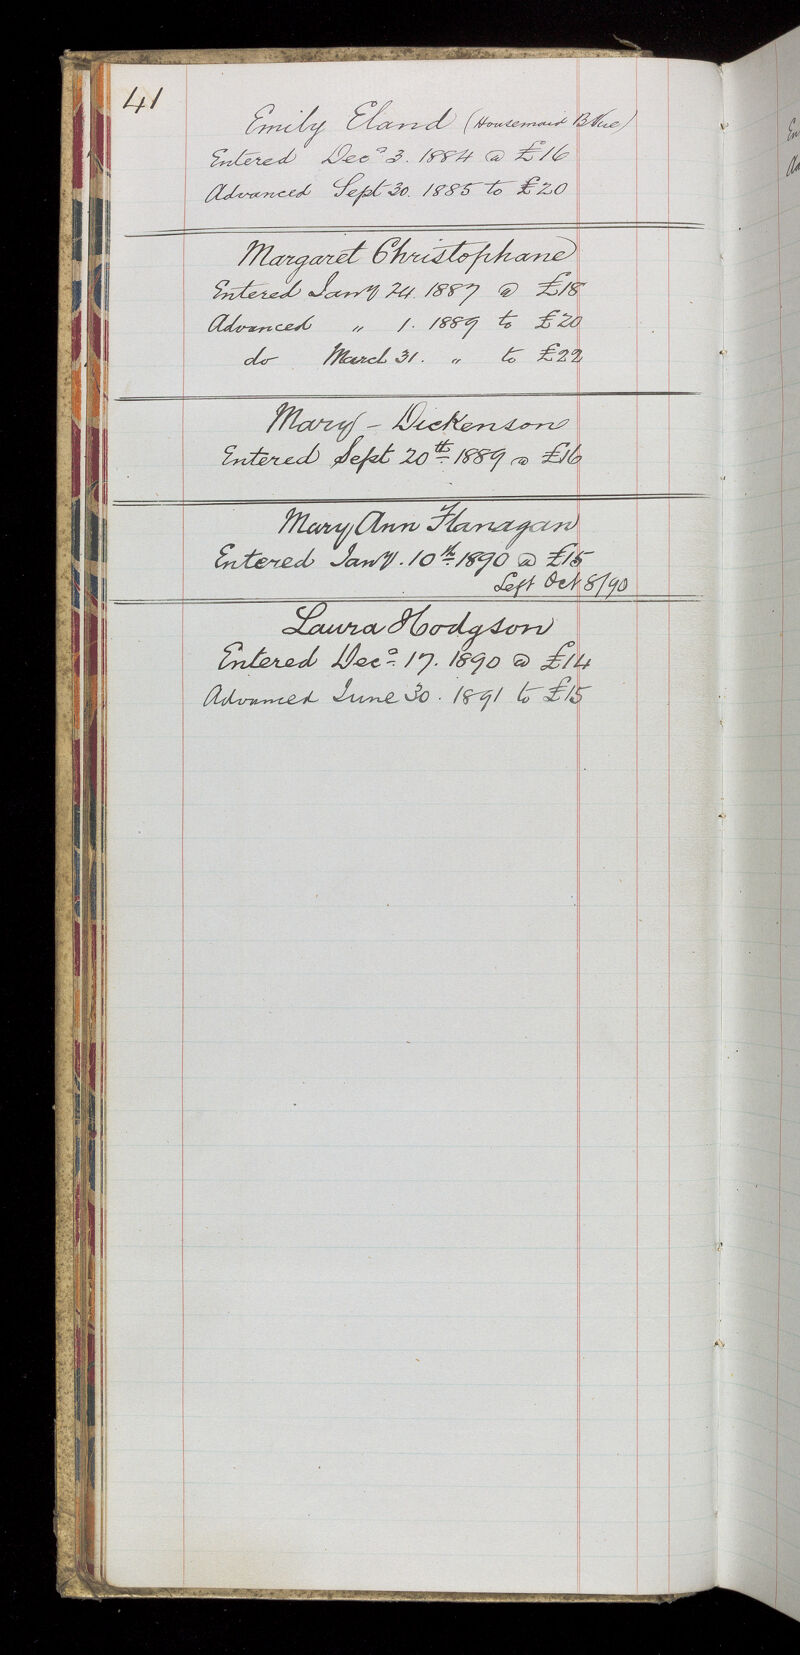 41
Emily Eland (Housemaid B Vue)
Entered Decr 3. 1884 @ £16
Advanced Sept 30. 1885 to £20
Margaret Christophane
Entered Jany 24. 1887 @ £18
Advanced " 1. 1889 to £20
do March 31. " to £22
Mary Dickenson
Entered Sept 20th 1889 @ £16
Mary Ann Flanagan
Entered Jany. 10th 1890 @ £15
Left Oct 8/90
Laura Hodgson
Entered Decr 17. 1890 @ £14
Advanced June 30. 1891 to £15